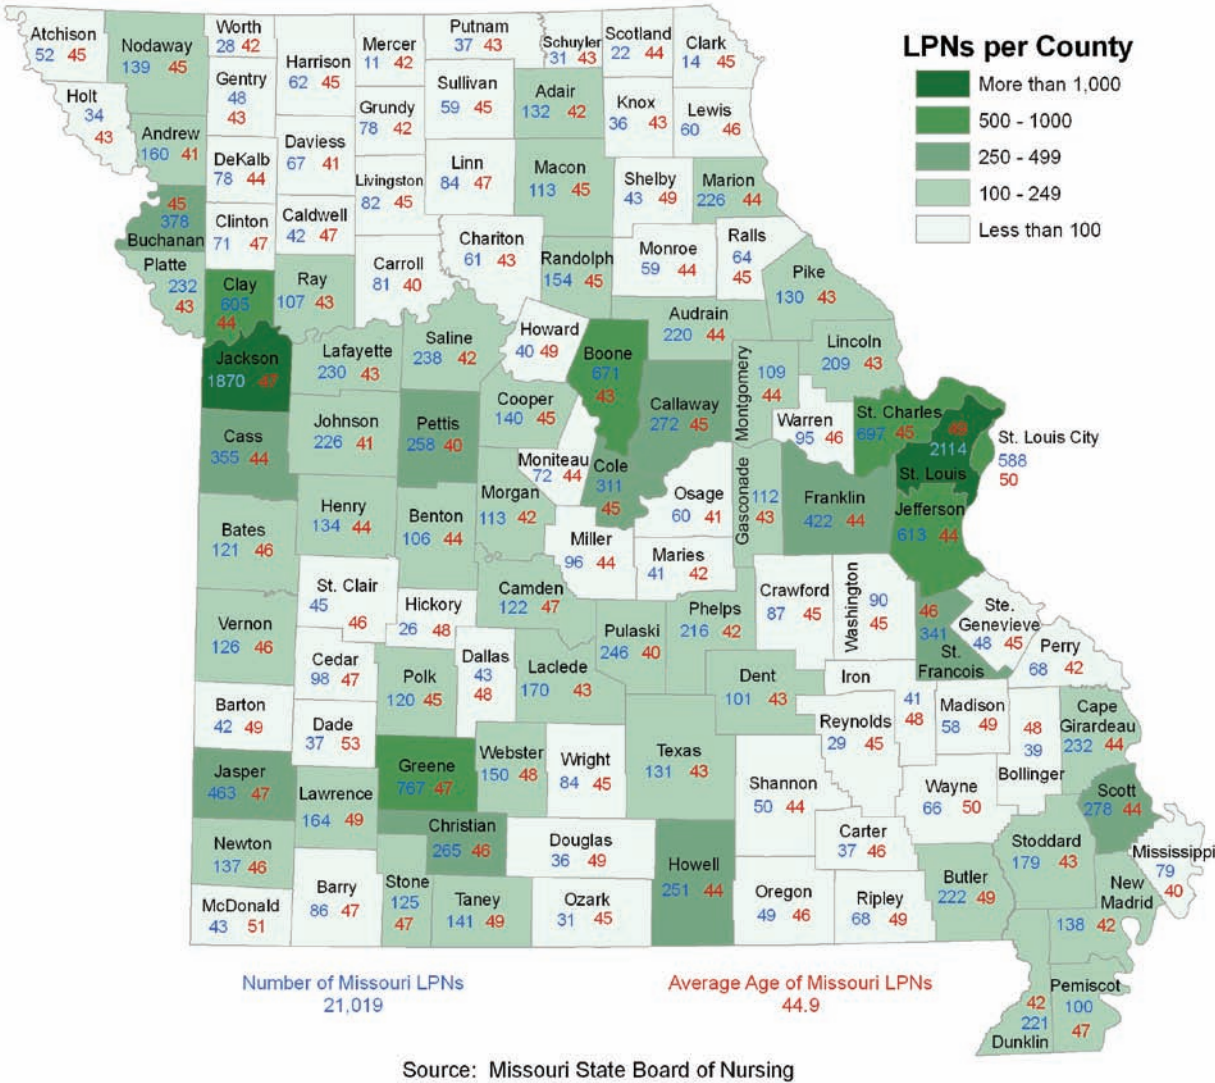 LPNs per County
More than 1,000
500 - 1000
250 - 499
100 - 249
Less than 100
Atchison
52 45
Nodaway
139 45
Worth
28 42
Harrison
62 45
Mercer
11 42
Putnam
37 43
Schuyler
31 43
Scotland
22 44
Clark
14 45
Holt
34
43
Gentry
48
43
Sullivan
59 45
Adair
132 42
Knox
36 43
Lewis
60 46
Grundy
78 42
Andrew
160 41
DeKalb
78 44
Daviess
67 41
Livingston
82 45
Linn
84 47
Macon
113 45
Shelby
43 49
Marion
226 44
45
378
Buchanan
Clinton
71 47
Caldwell
42 47
Chariton
61 43
Randolph
154 45
Monroe
59 44
Ralls
64
45
Platte
232
43
Clay
605
44
Ray
107 43
Carroll
81 40
Pike
130 43
Audrain
220 44
Jackson
1870 47
Lafayette
230 43
Saline
238 42
Howard
40 49
Boone
671
43
Montgomery
109
44
Lincoln
209 43
Cass
355 44
Johnson
226 41
Pettis
258 40
Cooper
140 45
Callaway
272 45
Warren
95 46
St. Charles
697 45
2114
St. Louis
St. Louis City
588
50
Moniteau
72 44
Cole
311
45
Osage
60 41
Gasconade
112
43
Franklin
422 44
Jefferson
613 44
Bates
121 46
Henry
134 44
Benton
106 44
Morgan
113 42
Miller
96 44
Maries
41 42
St. Clair
45
46
Hickory
26 48
Camden
122 47
Pulaski
246 40
Phelps
216 42
Crawford
87 45
Washington
90
45
46
341
St.
Francois
Ste.
Genevieve
48 45
Perry
68 42
Vernon
126 46
Cedar
98 47
Polk
120 45
Dallas
43
48
Laclede
170 43
Dent
101 43
Iron
41
48
Madison
58 49
48
39
Bollinger
Cape
Girardeau
232 44
Barton
42 49
Dade
37 53
Reynolds
29 45
Jasper
463 47
Lawrence
164 49
Greene
767 47
Webster
150 48
Wright
84 45
Texas
131 43
Shannon
50 44
Wayne
66 50
Scott
278 44
Newton
137 46
Christian
265 46
Douglas
36 49
Howell
251 44
Carter
37 46
Stoddard
179 43
Mississippi
79
40
McDonald
43 51
Barry
86 47
Stone
125
47
Taney
141 49
Ozark
31 45
Oregon
49 46
Ripley
68 49
Butler
222 49
New
Madrid
138 42
42
221
Dunklin
Pemiscot
100
47
Number of Missouri LPNs
21,019
Average Age of Missouri LPNs
44.9
Source: Missouri State Board of Nursing